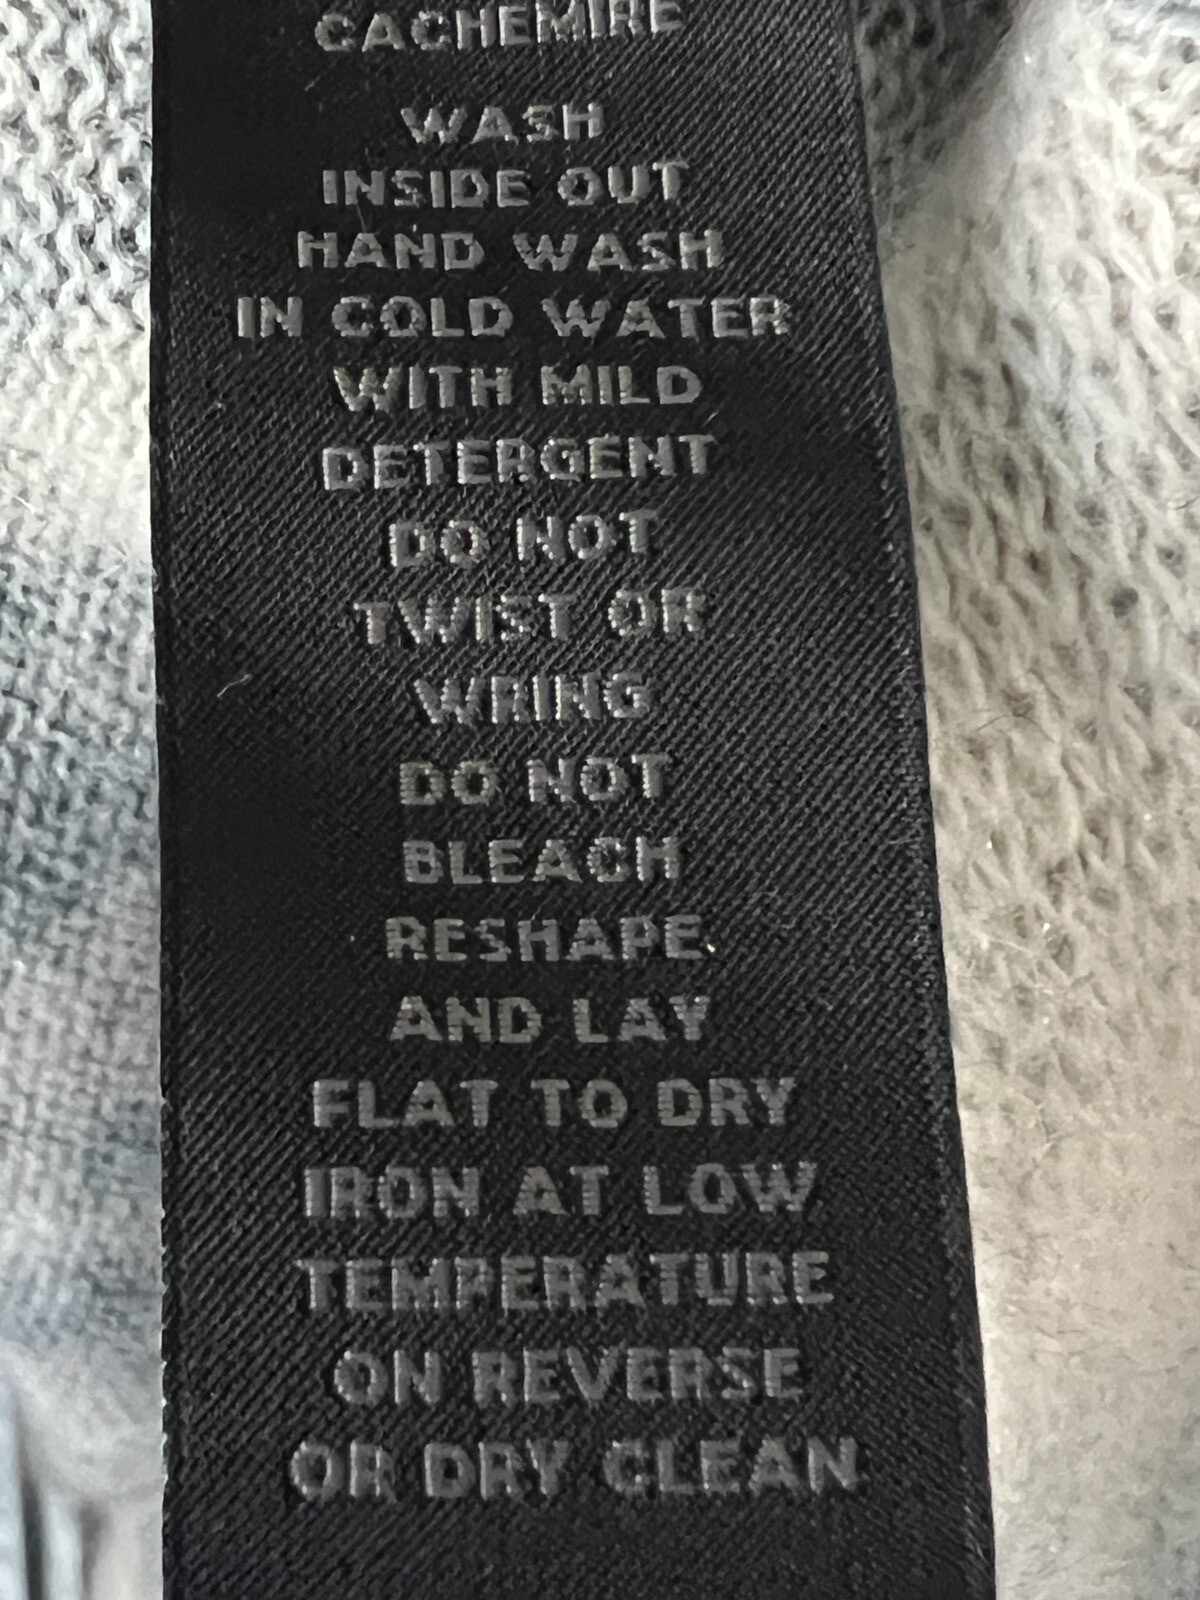 CACHEMIRE
WASH
INSIDE OUT
HAND WASH
IN COLD WATER
WITH MILD
DETERGENT
DO NOT
TWIST OR
WRING
DO NOT
BLEACH
RESHAPE
AND LAY
FLAT TO DRY
IRON AT LOW
TEMPERATURE
ON REVERSE
OR DRY CLEAN